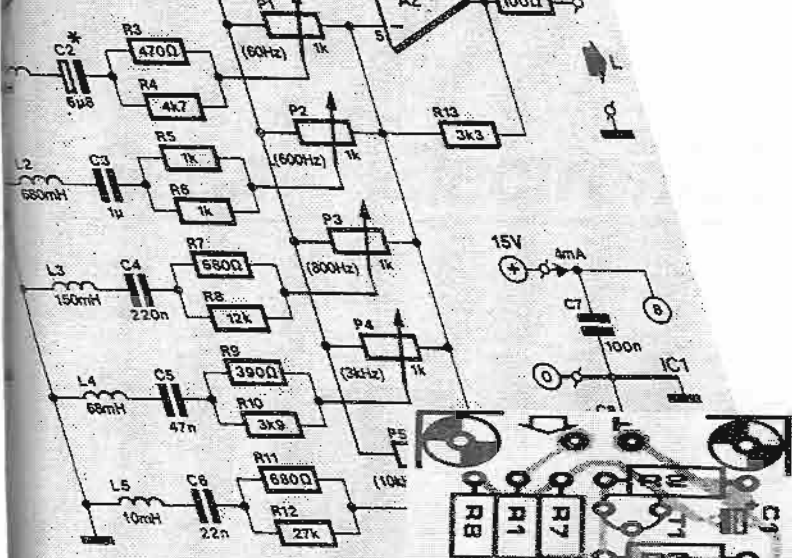 P1
A2
100Ω
R3
C2*
470Ω
(60Hz)
1k
5
L
R4
6µ8
4k7
P2
R13
R5
1k
3k3
L2
C3
1k
(600Hz)
R6
680mH
1µ
1k
P3
15V
R7
4mA
+
L3
C4
680Ω
(800Hz)
1k
R8
C7
8
150mH
220n
12k
P4
100n
R9
(3kHz)
1k
0
IC1
L4
C5
390Ω
68mH
R10
47n
3k9
P5
R11
(10k
L5
C6
680Ω
R12
10mH
22n
27k
R8
R1
R7
T1
C1